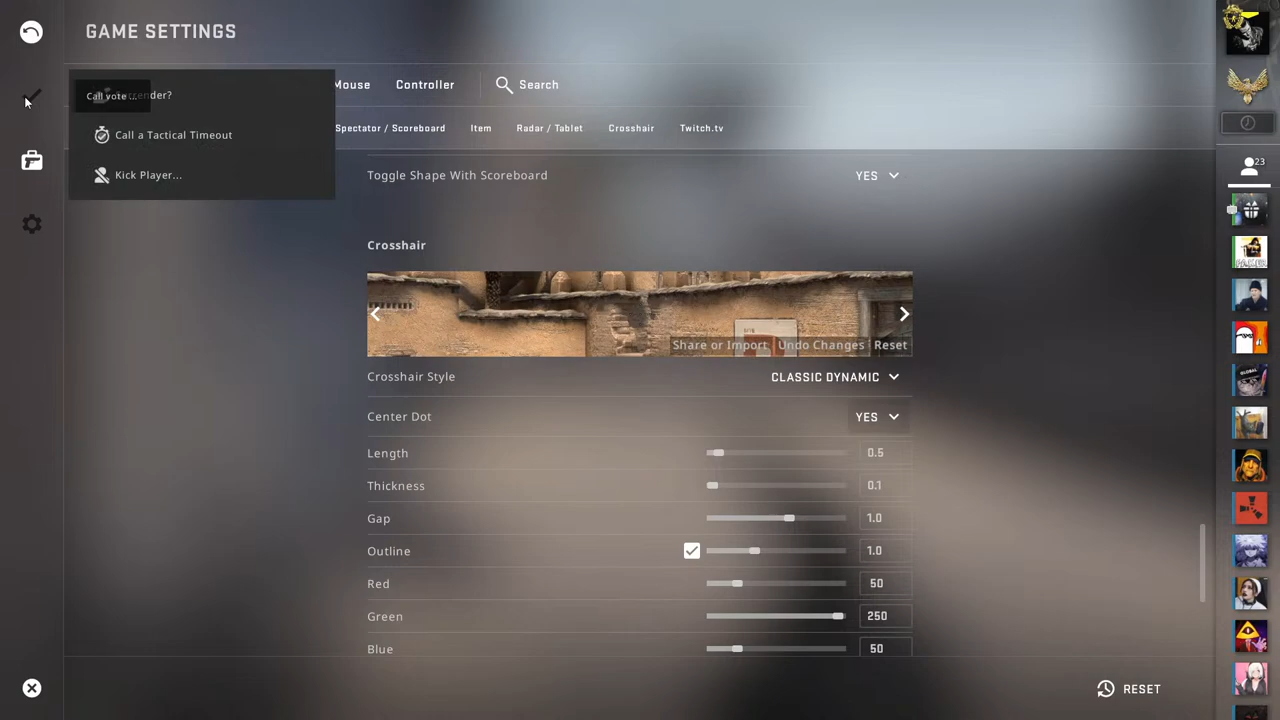 GAME SETTINGS
Mouse Controller Search
Call vote ... ender?
Call a Tactical Timeout
Kick Player...
Spectator / Scoreboard Item Radar / Tablet Crosshair Twitch.tv
23
Toggle Shape With Scoreboard YES
Crosshair
Share or Import Undo Changes Reset
Crosshair Style CLASSIC DYNAMIC
Center Dot YES
Length 0.5
Thickness 0.1
Gap 1.0
Outline 1.0
Red 50
Green 250
Blue 50
RESET